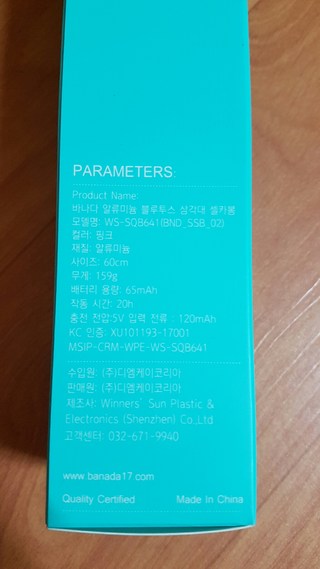 PARAMETERS:
Product Name:
바나디 알류미늄 블루투스 삼각대 셀카봉
모델명: WS-SQB641(BND_SSB_02)
컬러: 핑크
재질: 알류미늄
사이즈: 60cm
무게: 159g
배터리 용량: 65mAh
작동 시간: 20h
충전 전압:5V 입력 전류 : 120mAh
KC 인증: XU101193-17001
MSIP-CRM-WPE-WS-SQB641
수입원: (주)디엠케이코리아
판매원: (주)디엠케이코리아
제조사: Winners' Sun Plastic &
Electronics (Shenzhen) Co.,Ltd
고객센터: 032-671-9940
www.banada17.com
Quality Certified Made In China